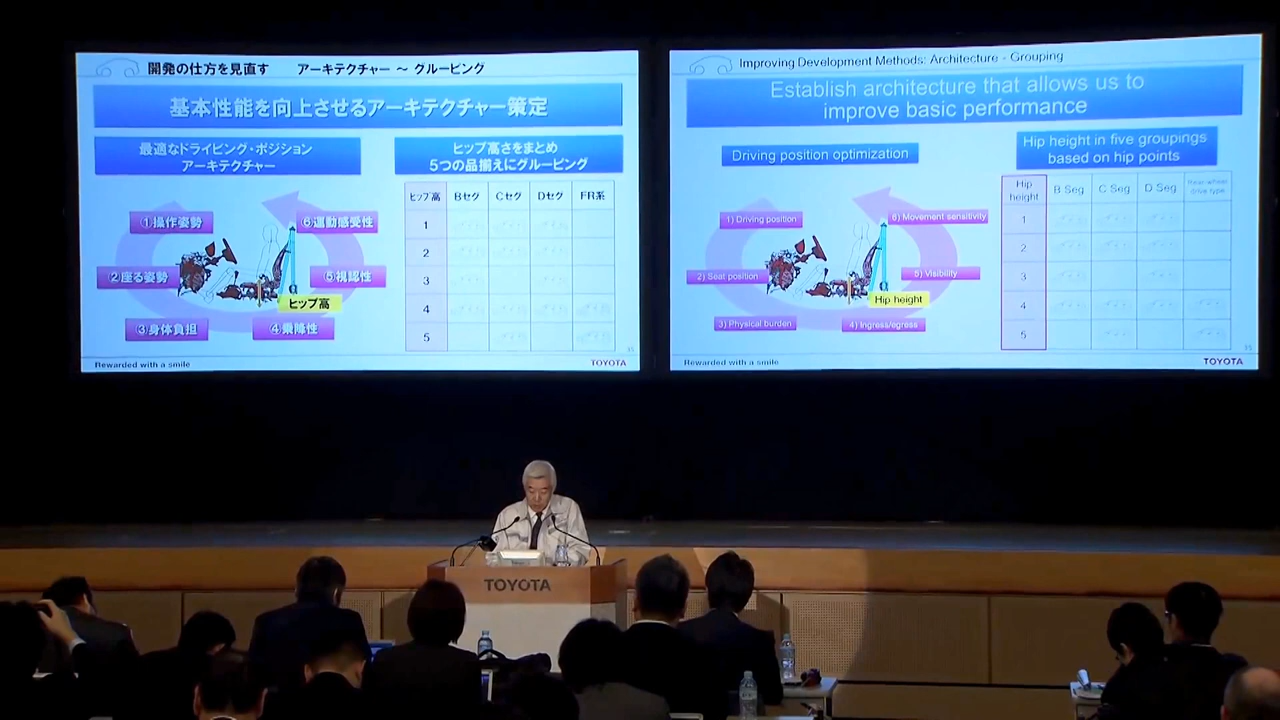 開発の仕方を見直す アーキテクチャー ～ グルーピング
基本性能を向上させるアーキテクチャー策定
最適なドライビング・ポジション
アーキテクチャー
ヒップ高さをまとめ
5つの品揃えにグルーピング
①操作姿勢
⑥運動感受性
②座る姿勢
⑤視認性
ヒップ高
③身体負担
④乗降性
ヒップ高 Bセグ Cセグ Dセグ FR系
1
2
3
4
5
Rewarded with a smile
TOYOTA
Improving Development Methods: Architecture - Grouping
Establish architecture that allows us to
improve basic performance
Driving position optimization
Hip height in five groupings
based on hip points
1) Driving position
6) Movement sensitivity
2) Seat position
5) Visibility
Hip height
3) Physical burden
4) Ingress/egress
Hip
height
B Seg C Seg D Seg
Rear-wheel
drive type
1
2
3
4
5
Rewarded with a smile
TOYOTA
TOYOTA